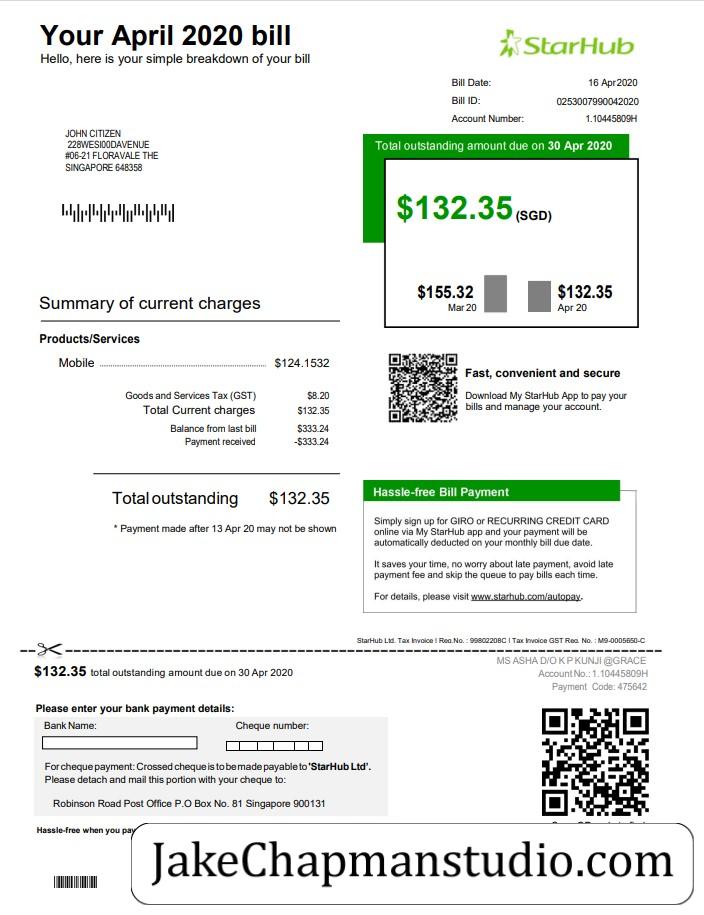 Your April 2020 bill
Hello, here is your simple breakdown of your bill
StarHub
Bill Date: 16 Apr2020
Bill ID: 0253007990042020
Account Number: 1.10445809H
JOHN CITIZEN
228WESI00DAVENUE
#06-21 FLORAVALE THE
SINGAPORE 648358
Total outstanding amount due on 30 Apr 2020
$132.35 (SGD)
$155.32 $132.35
Mar 20 Apr 20
Summary of current charges
Products/Services
Mobile $124.1532
Goods and Services Tax (GST) $8.20
Total Current charges $132.35
Balance from last bill $333.24
Payment received -$333.24
Total outstanding $132.35
* Payment made after 13 Apr 20 may not be shown
Fast, convenient and secure
Download My StarHub App to pay your
bills and manage your account.
Hassle-free Bill Payment
Simply sign up for GIRO or RECURRING CREDIT CARD
online via My StarHub app and your payment will be
automatically deducted on your monthly bill due date.
It saves your time, no worry about late payment, avoid late
payment fee and skip the queue to pay bills each time.
For details, please visit www.starhub.com/autopay.
StarHub Ltd. Tax Invoice | Reg.No. : 99802208C | Tax Invoice GST Reg. No. : M9-0005650-C
$132.35 total outstanding amount due on 30 Apr 2020
MS ASHA D/O K P KUNJI @GRACE
Account No.: 1.10445809H
Payment Code: 475642
Please enter your bank payment details:
Bank Name: Cheque number:
For cheque payment: Crossed cheque is to be made payable to 'StarHub Ltd'.
Please detach and mail this portion with your cheque to:
Robinson Road Post Office P.O Box No. 81 Singapore 900131
Hassle-free when you pay
JakeChapmanstudio.com